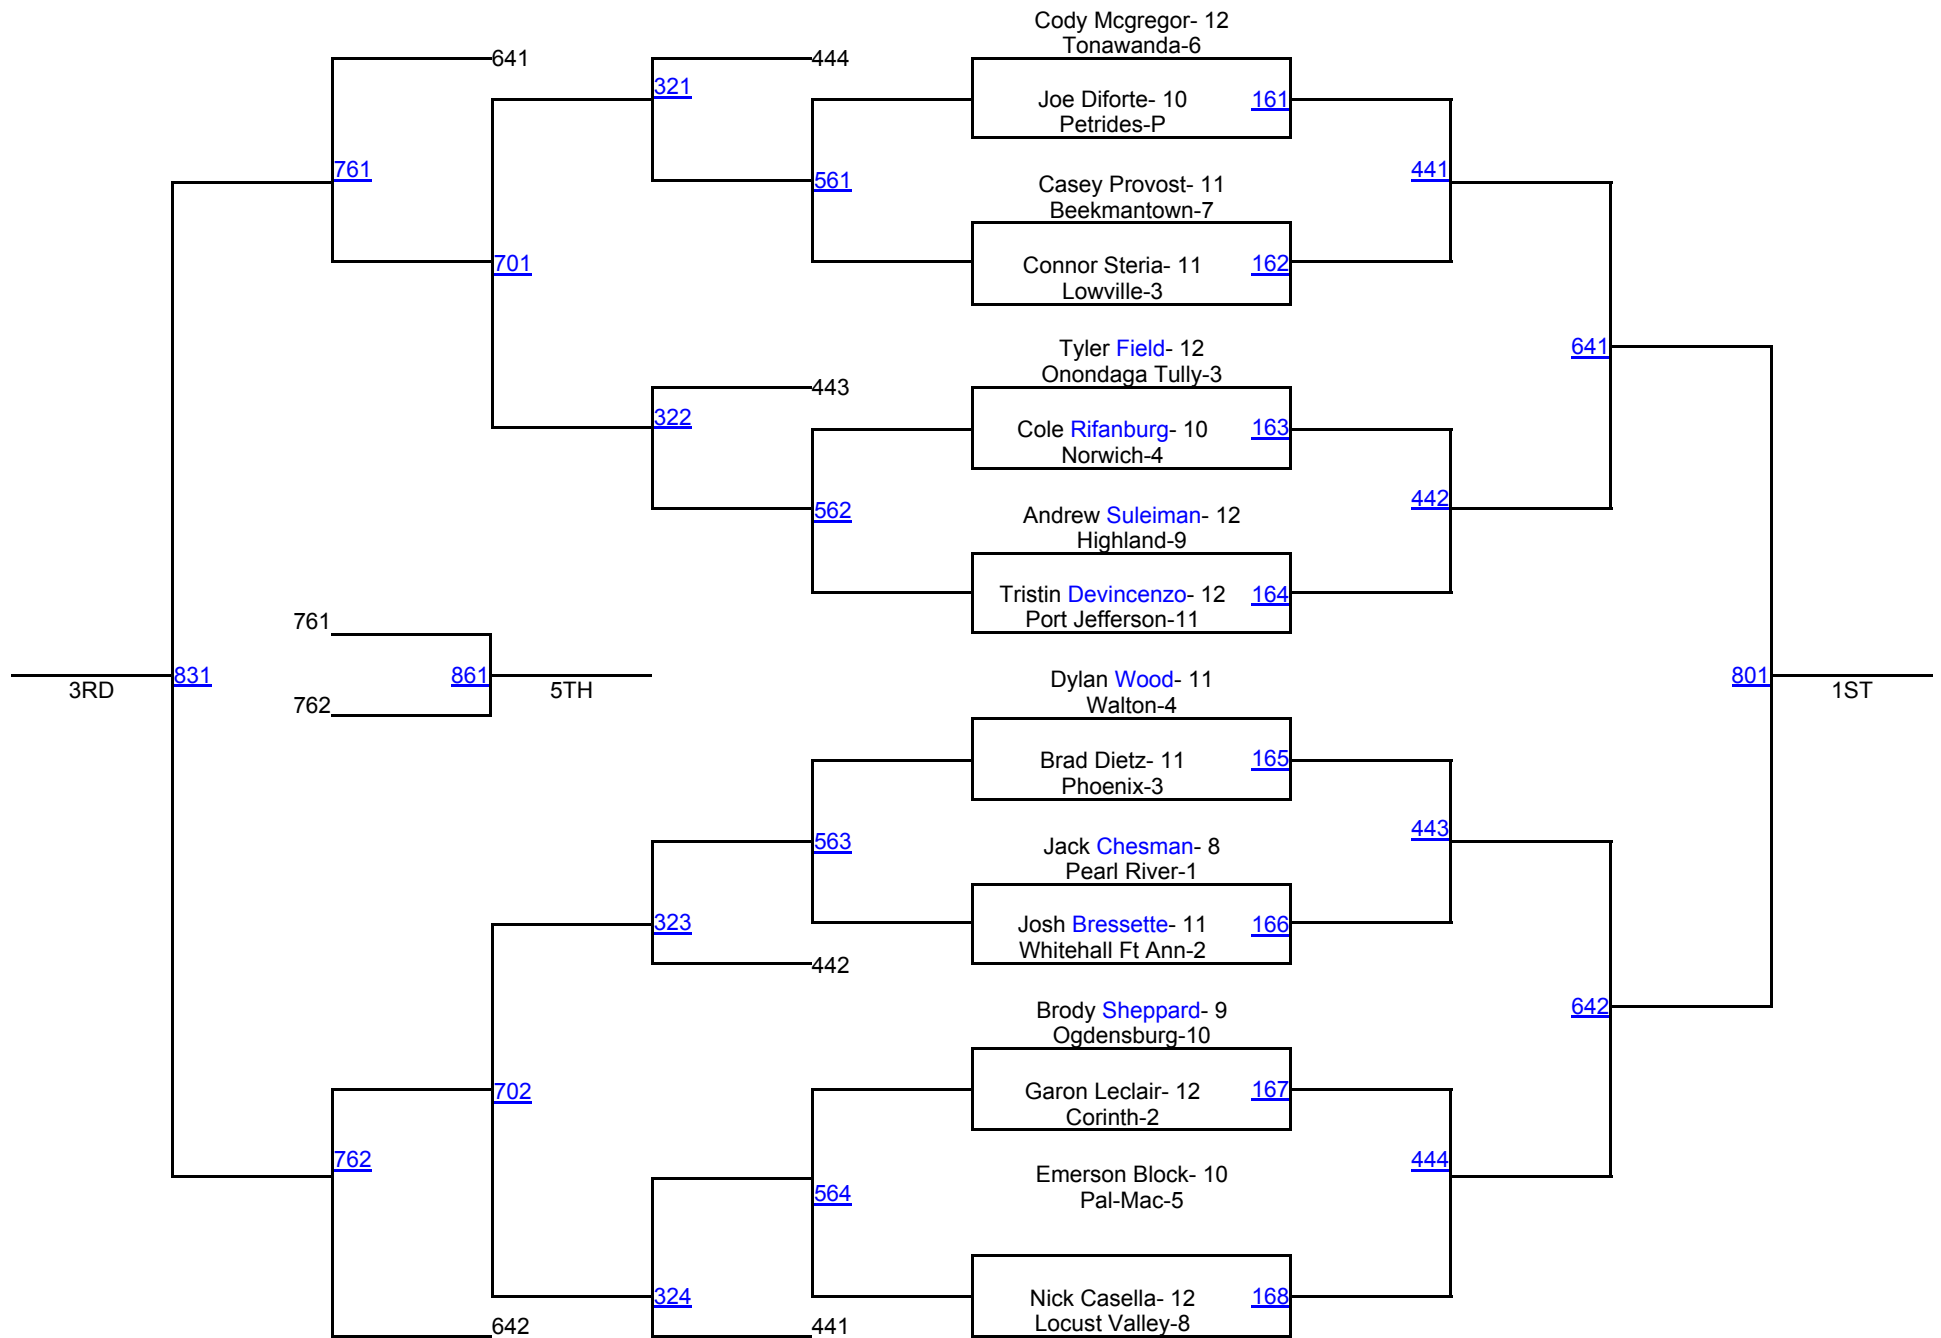 Cody Mcgregor- 12
Tonawanda-6
641
444
321
Joe Diforte- 10
161
Petrides-P
761
441
561
Casey Provost- 11
Beekmantown-7
701
Connor Steria- 11
162
Lowville-3
Tyler Field- 12
641
Onondaga Tully-3
443
322
Cole Rifanburg- 10
163
Norwich-4
562
442
Andrew Suleiman- 12
Highland-9
Tristin Devincenzo- 12
164
Port Jefferson-11
761
831
861
Dylan Wood- 11
801
3RD
5TH
1ST
762
Walton-4
Brad Dietz- 11
165
Phoenix-3
563
443
Jack Chesman- 8
Pearl River-1
323
Josh Bressette- 11
166
Whitehall Ft Ann-2
442
Brody Sheppard- 9
642
Ogdensburg-10
702
Garon Leclair- 12
167
Corinth-2
762
444
Emerson Block- 10
564
Pal-Mac-5
324
Nick Casella- 12
168
642
441
Locust Valley-8